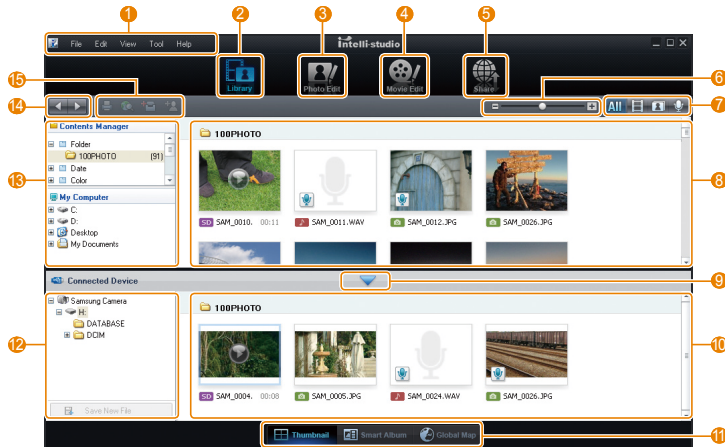 1
2
3
4
5
File Edit View Tool Help
intelli-studio
Library
Photo Edit
Movie Edit
Share
15
14
6
All
7
Contents Manager
Folder
100PHOTO (91)
Date
Color
13
My Computer
C:
D:
Desktop
My Documents
100PHOTO
SD SAM_0010. 00:11
SAM_0011.WAV
SAM_0012.JPG
SAM_0026.JPG
8
Connected Device
9
Samsung Camera
H:
DATABASE
DCIM
12
Save New File
100PHOTO
SD SAM_0004. 00:08
SAM_0005.JPG
SAM_0024.WAV
SAM_0026.JPG
10
Thumbnail
Smart Album
Global Map
11